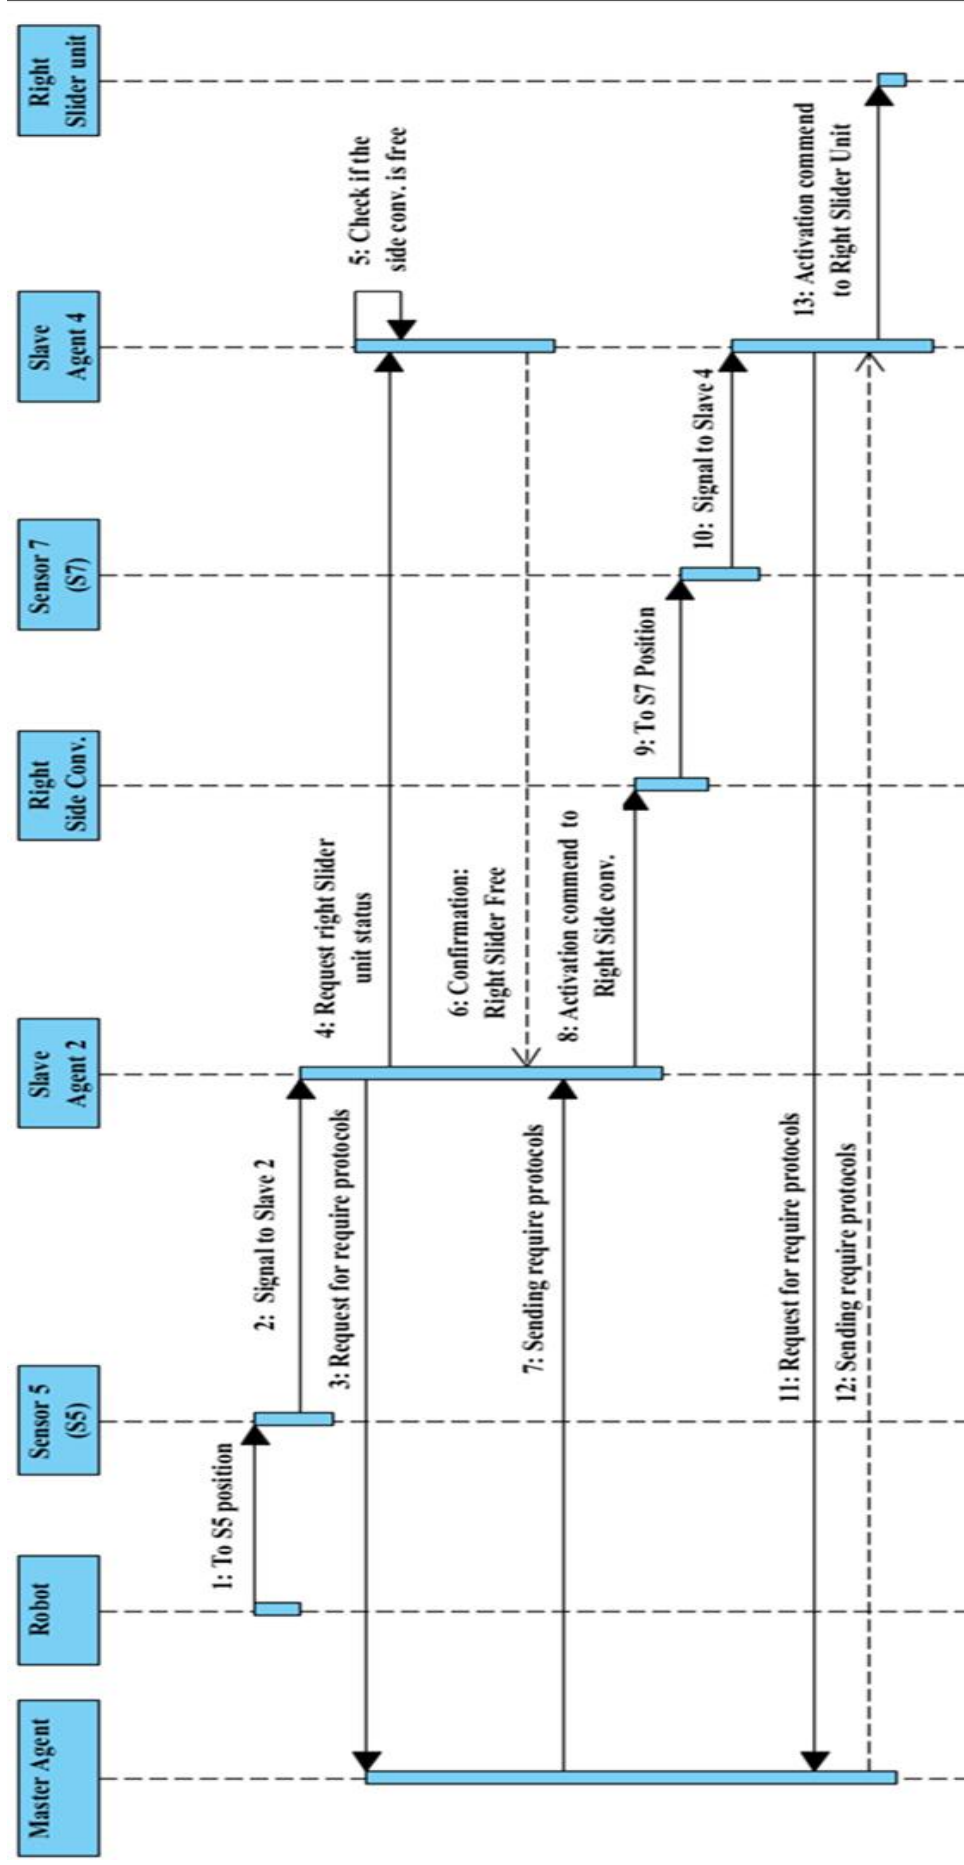 Master Agent
Robot
Sensor 5
(S5)
Slave
Agent 2
Right
Side Conv.
Sensor 7
(S7)
Slave
Agent 4
Right
Slider unit
1: To S5 position
2: Signal to Slave 2
3: Request for require protocols
4: Request right Slider
unit status
5: Check if the
side conv. is free
6: Confirmation:
Right Slider Free
7: Sending require protocols
8: Activation commend to
Right Side conv.
9: To S7 Position
10: Signal to Slave 4
11: Request for require protocols
12: Sending require protocols
13: Activation commend
to Right Slider Unit